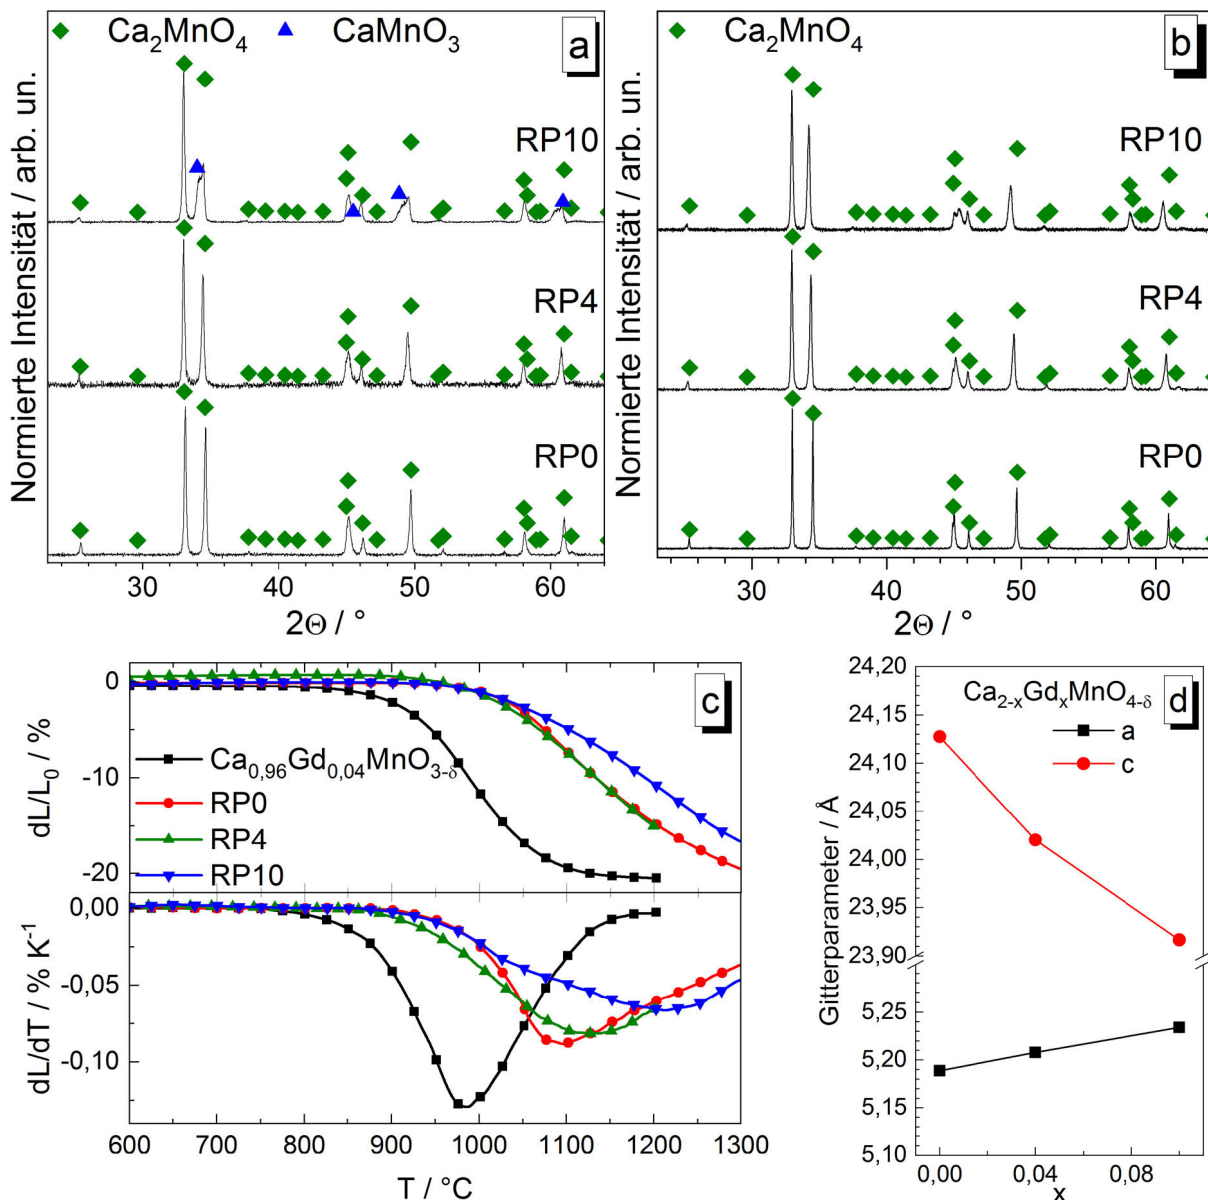 Ca2MnO4
CaMnO3
a
RP10
RP4
RP0
Normierte Intensität / arb. un.
30
40
50
60
2Θ / °
Ca2MnO4
b
RP10
RP4
RP0
Normierte Intensität / arb. un.
30
40
50
60
2Θ / °
c
0
-10
-20
dL/L0 / %
Ca0,96Gd0,04MnO3-δ
RP0
RP4
RP10
0,00
-0,05
-0,10
dL/dT / % K-1
600
700
800
900
1000
1100
1200
1300
T / °C
24,20
24,15
24,10
24,05
24,00
23,95
23,90
5,25
5,20
5,15
5,10
Gitterparameter / Å
Ca2-xGdxMnO4-δ
d
a
c
0,00
0,04
0,08
x